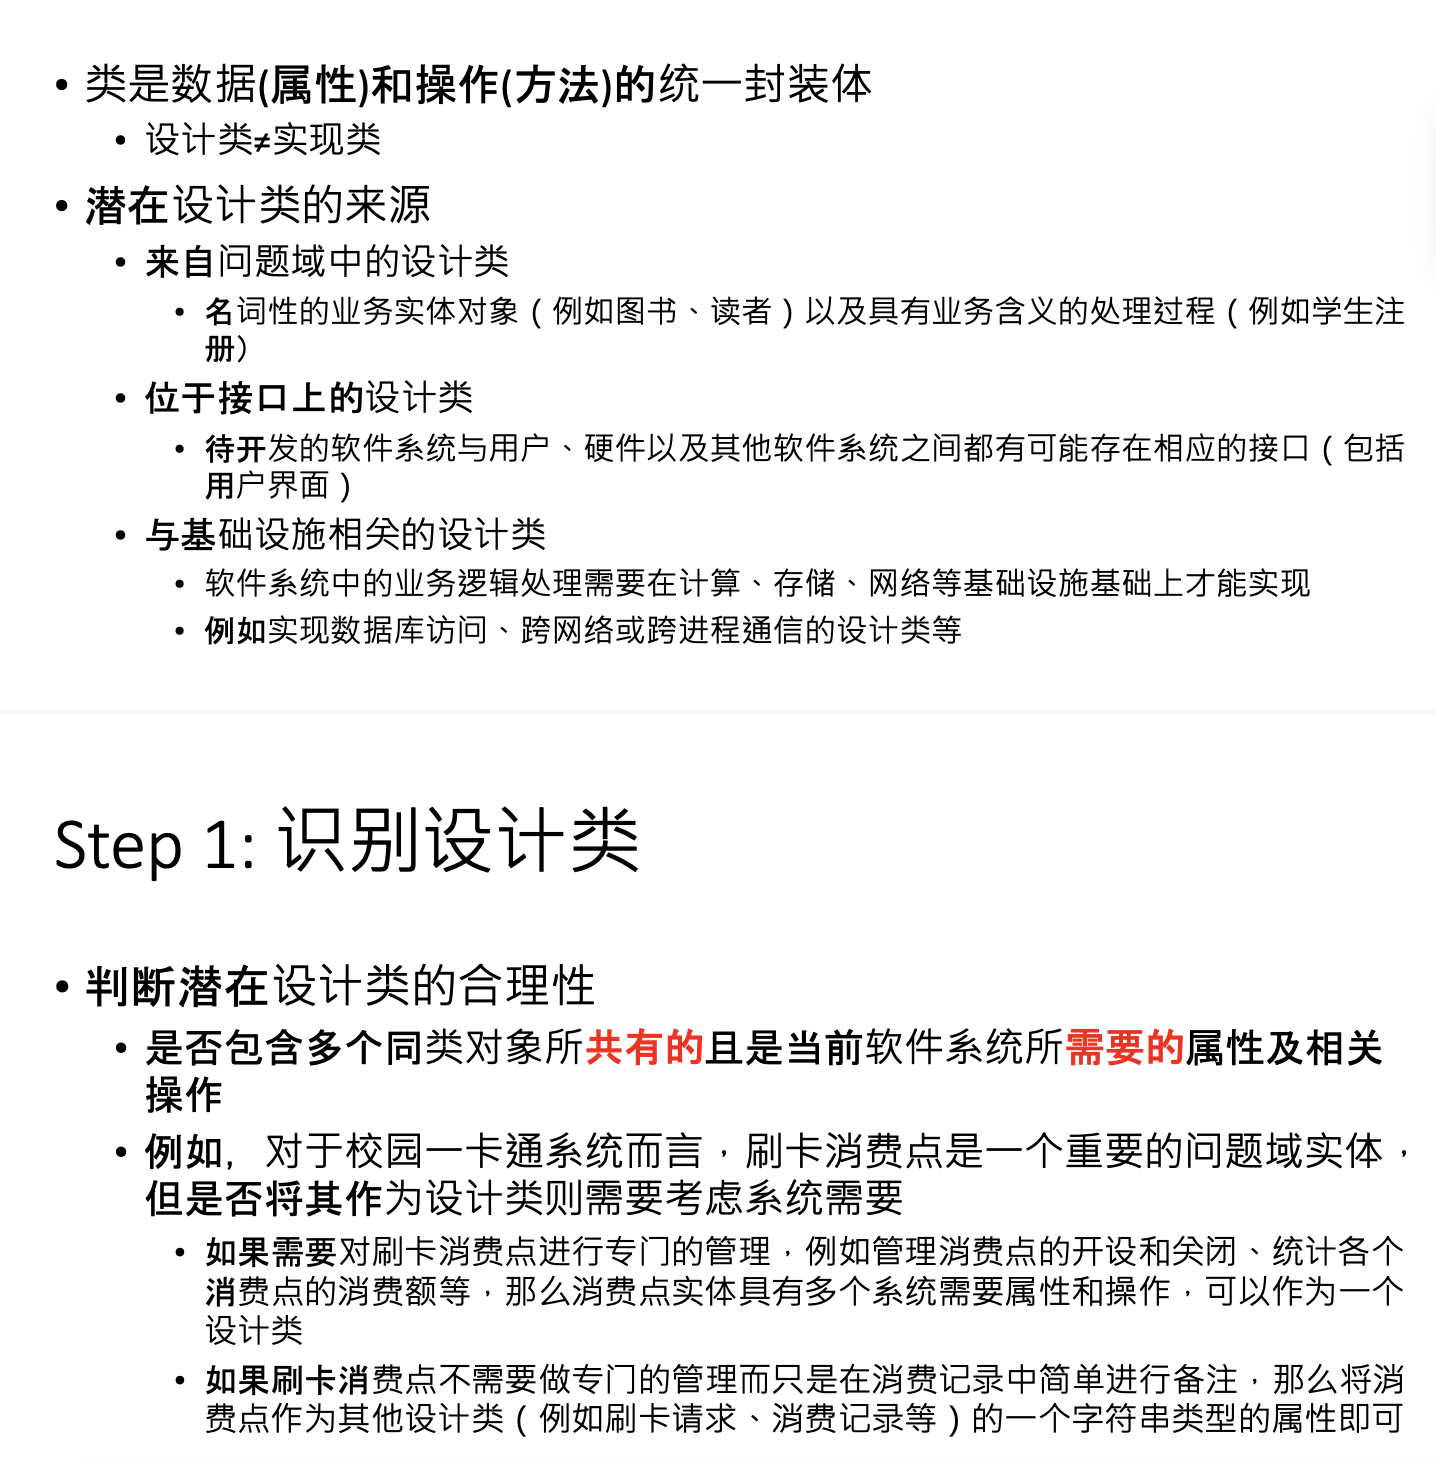 • 类是数据(属性)和操作(方法)的统一封装体
• 设计类≠实现类
• 潜在设计类的来源
• 来自问题域中的设计类
• 名词性的业务实体对象（例如图书、读者）以及具有业务含义的处理过程（例如学生注
册）
• 位于接口上的设计类
• 待开发的软件系统与用户、硬件以及其他软件系统之间都有可能存在相应的接口（包括
用户界面）
• 与基础设施相关的设计类
• 软件系统中的业务逻辑处理需要在计算、存储、网络等基础设施基础上才能实现
• 例如实现数据库访问、跨网络或跨进程通信的设计类等
Step 1: 识别设计类
• 判断潜在设计类的合理性
• 是否包含多个同类对象所共有的且是当前软件系统所需要的属性及相关
操作
• 例如，对于校园一卡通系统而言，刷卡消费点是一个重要的问题域实体，
但是否将其作为设计类则需要考虑系统需要
• 如果需要对刷卡消费点进行专门的管理，例如管理消费点的开设和关闭、统计各个
消费点的消费额等，那么消费点实体具有多个系统需要属性和操作，可以作为一个
设计类
• 如果刷卡消费点不需要做专门的管理而只是在消费记录中简单进行备注，那么将消
费点作为其他设计类（例如刷卡请求、消费记录等）的一个字符串类型的属性即可